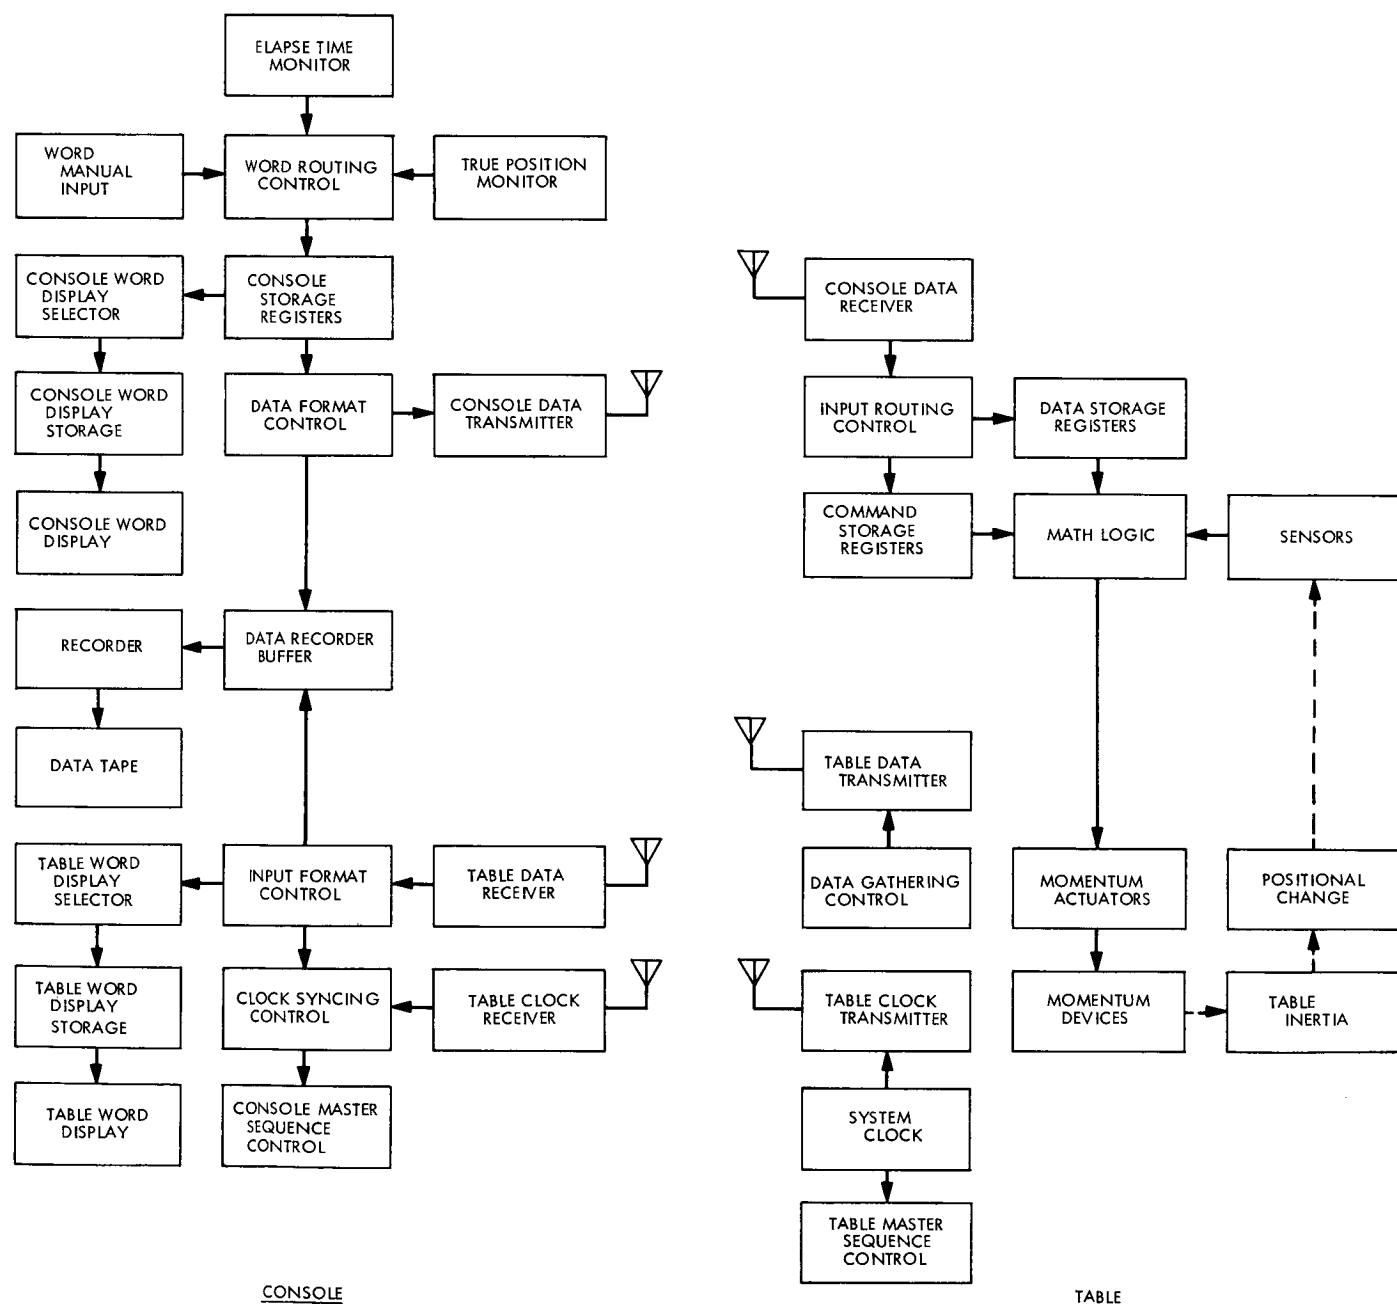 ELAPSE TIME
MONITOR
WORD
MANUAL
INPUT
WORD ROUTING
CONTROL
TRUE POSITION
MONITOR
CONSOLE WORD
DISPLAY
SELECTOR
CONSOLE
STORAGE
REGISTERS
CONSOLE WORD
DISPLAY
STORAGE
DATA FORMAT
CONTROL
CONSOLE DATA
TRANSMITTER
CONSOLE WORD
DISPLAY
RECORDER
DATA RECORDER
BUFFER
DATA TAPE
TABLE WORD
DISPLAY
SELECTOR
INPUT FORMAT
CONTROL
TABLE DATA
RECEIVER
TABLE WORD
DISPLAY
STORAGE
CLOCK SYNCING
CONTROL
TABLE CLOCK
RECEIVER
TABLE WORD
DISPLAY
CONSOLE MASTER
SEQUENCE
CONTROL
CONSOLE
CONSOLE DATA
RECEIVER
INPUT ROUTING
CONTROL
DATA STORAGE
REGISTERS
COMMAND
STORAGE
REGISTERS
MATH LOGIC
SENSORS
TABLE DATA
TRANSMITTER
DATA GATHERING
CONTROL
MOMENTUM
ACTUATORS
POSITIONAL
CHANGE
TABLE CLOCK
TRANSMITTER
MOMENTUM
DEVICES
TABLE
INERTIA
SYSTEM
CLOCK
TABLE MASTER
SEQUENCE
CONTROL
TABLE